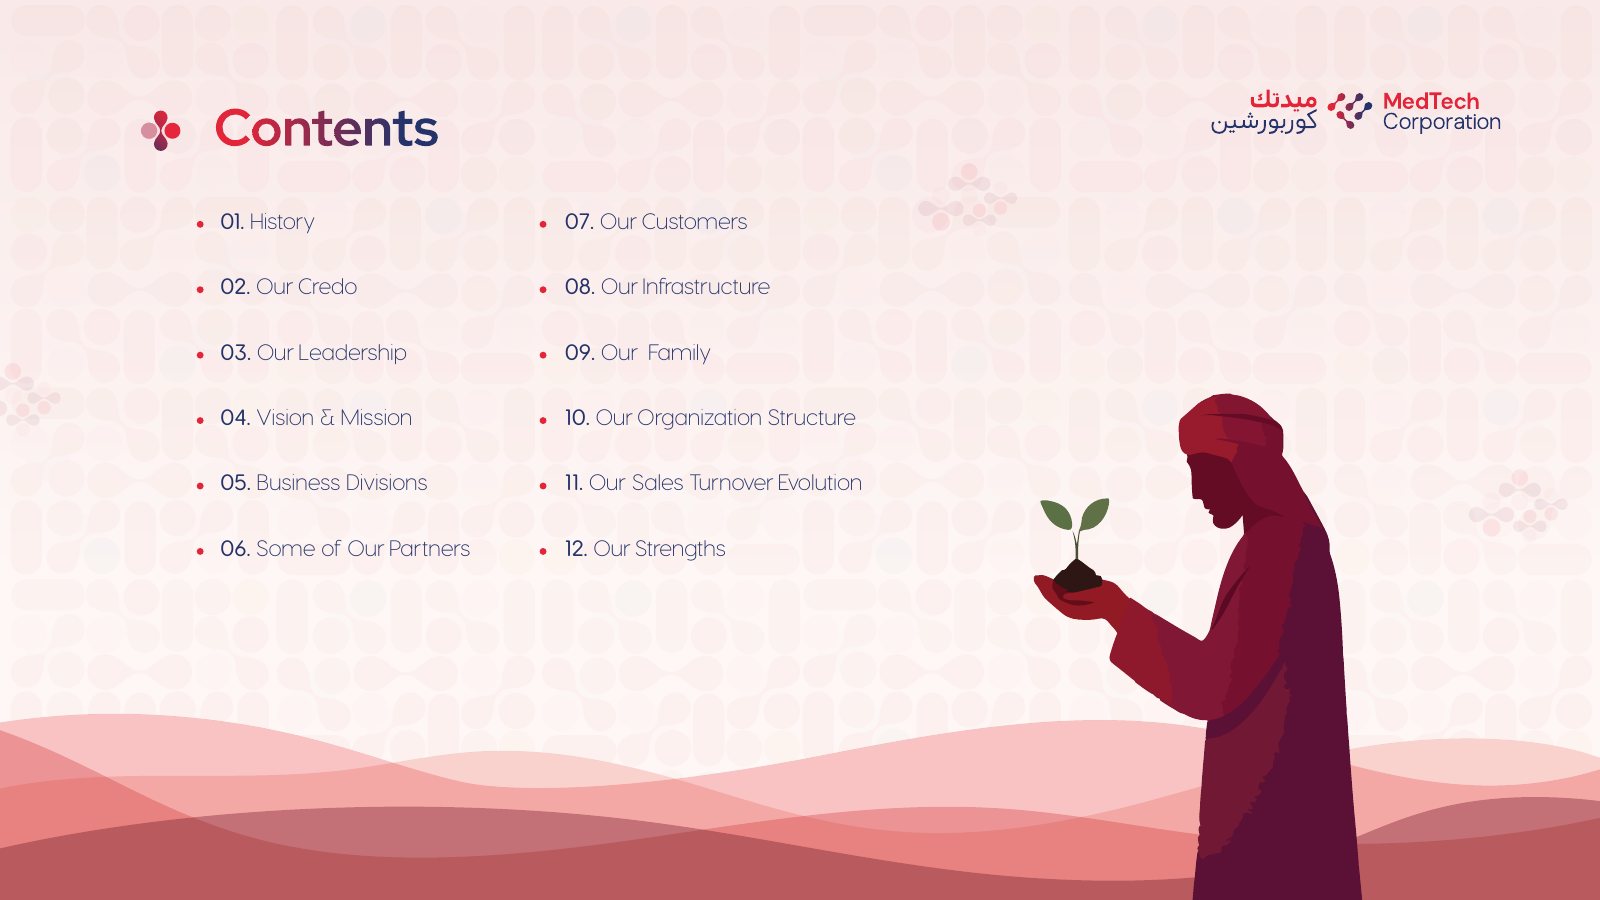 Contents
ميدتك
كوربورشين
MedTech
Corporation
01. History
02. Our Credo
03. Our Leadership
04. Vision & Mission
05. Business Divisions
06. Some of Our Partners
07. Our Customers
08. Our Infrastructure
09. Our Family
10. Our Organization Structure
11. Our Sales Turnover Evolution
12. Our Strengths